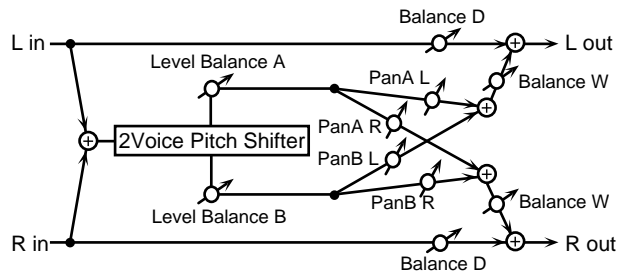 Balance D
L in
L out
Level Balance A
PanA L
Balance W
PanA R
2Voice Pitch Shifter
PanB L
PanB R
Level Balance B
Balance W
R in
R out
Balance D